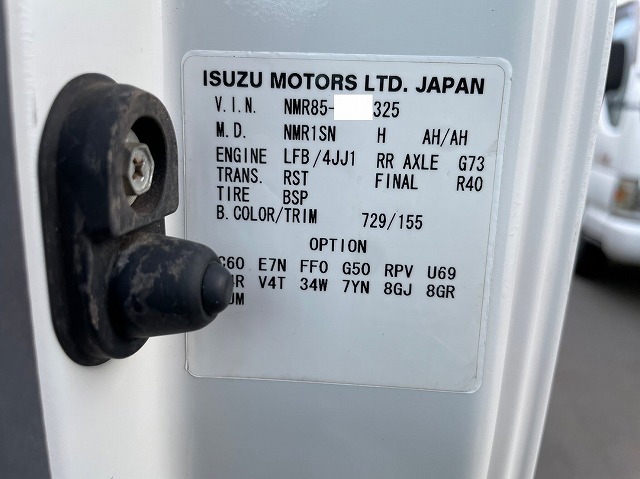 ISUZU MOTORS LTD. JAPAN
V.I.N. NMR85- 325
M.D. NMR1SN H AH/AH
ENGINE LFB/4JJ1 RR AXLE G73
TRANS. RST FINAL R40
TIRE BSP
B.COLOR/TRIM 729/155
OPTION
E7N FF0 G50 RPV U69
V4T 34W 7YN 8GJ 8GR